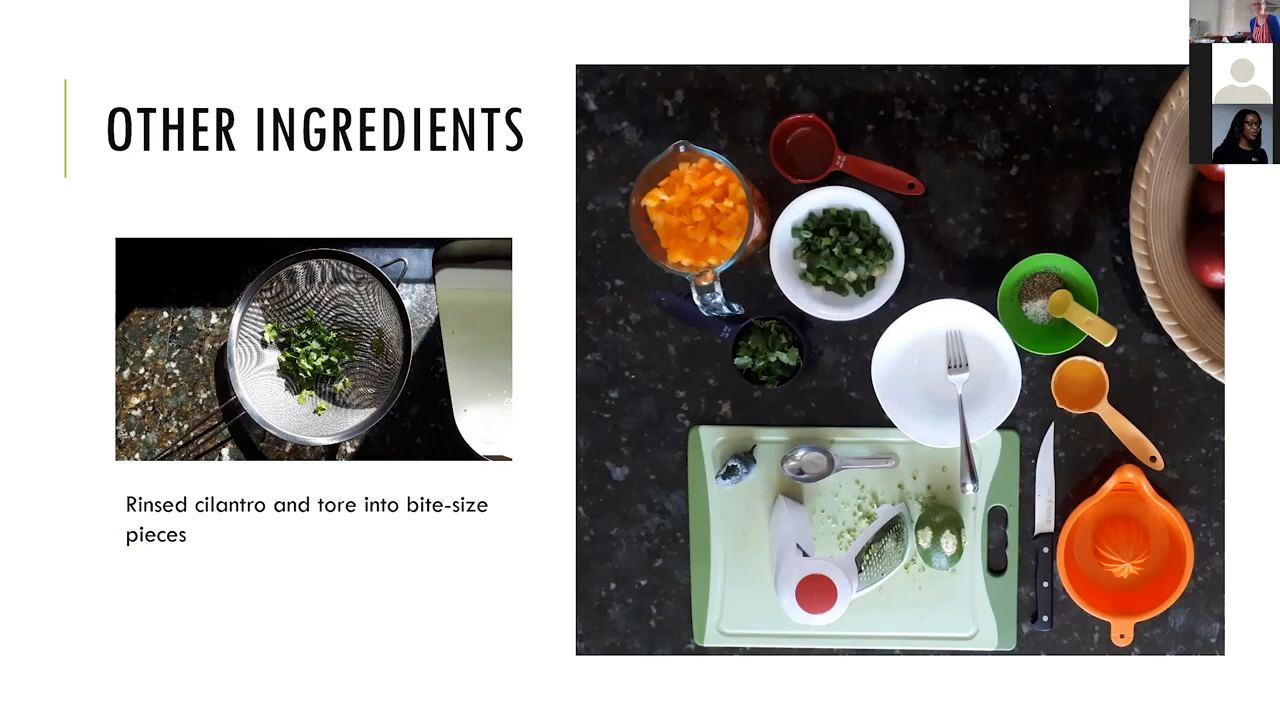 OTHER INGREDIENTS
Rinsed cilantro and tore into bite-size
pieces